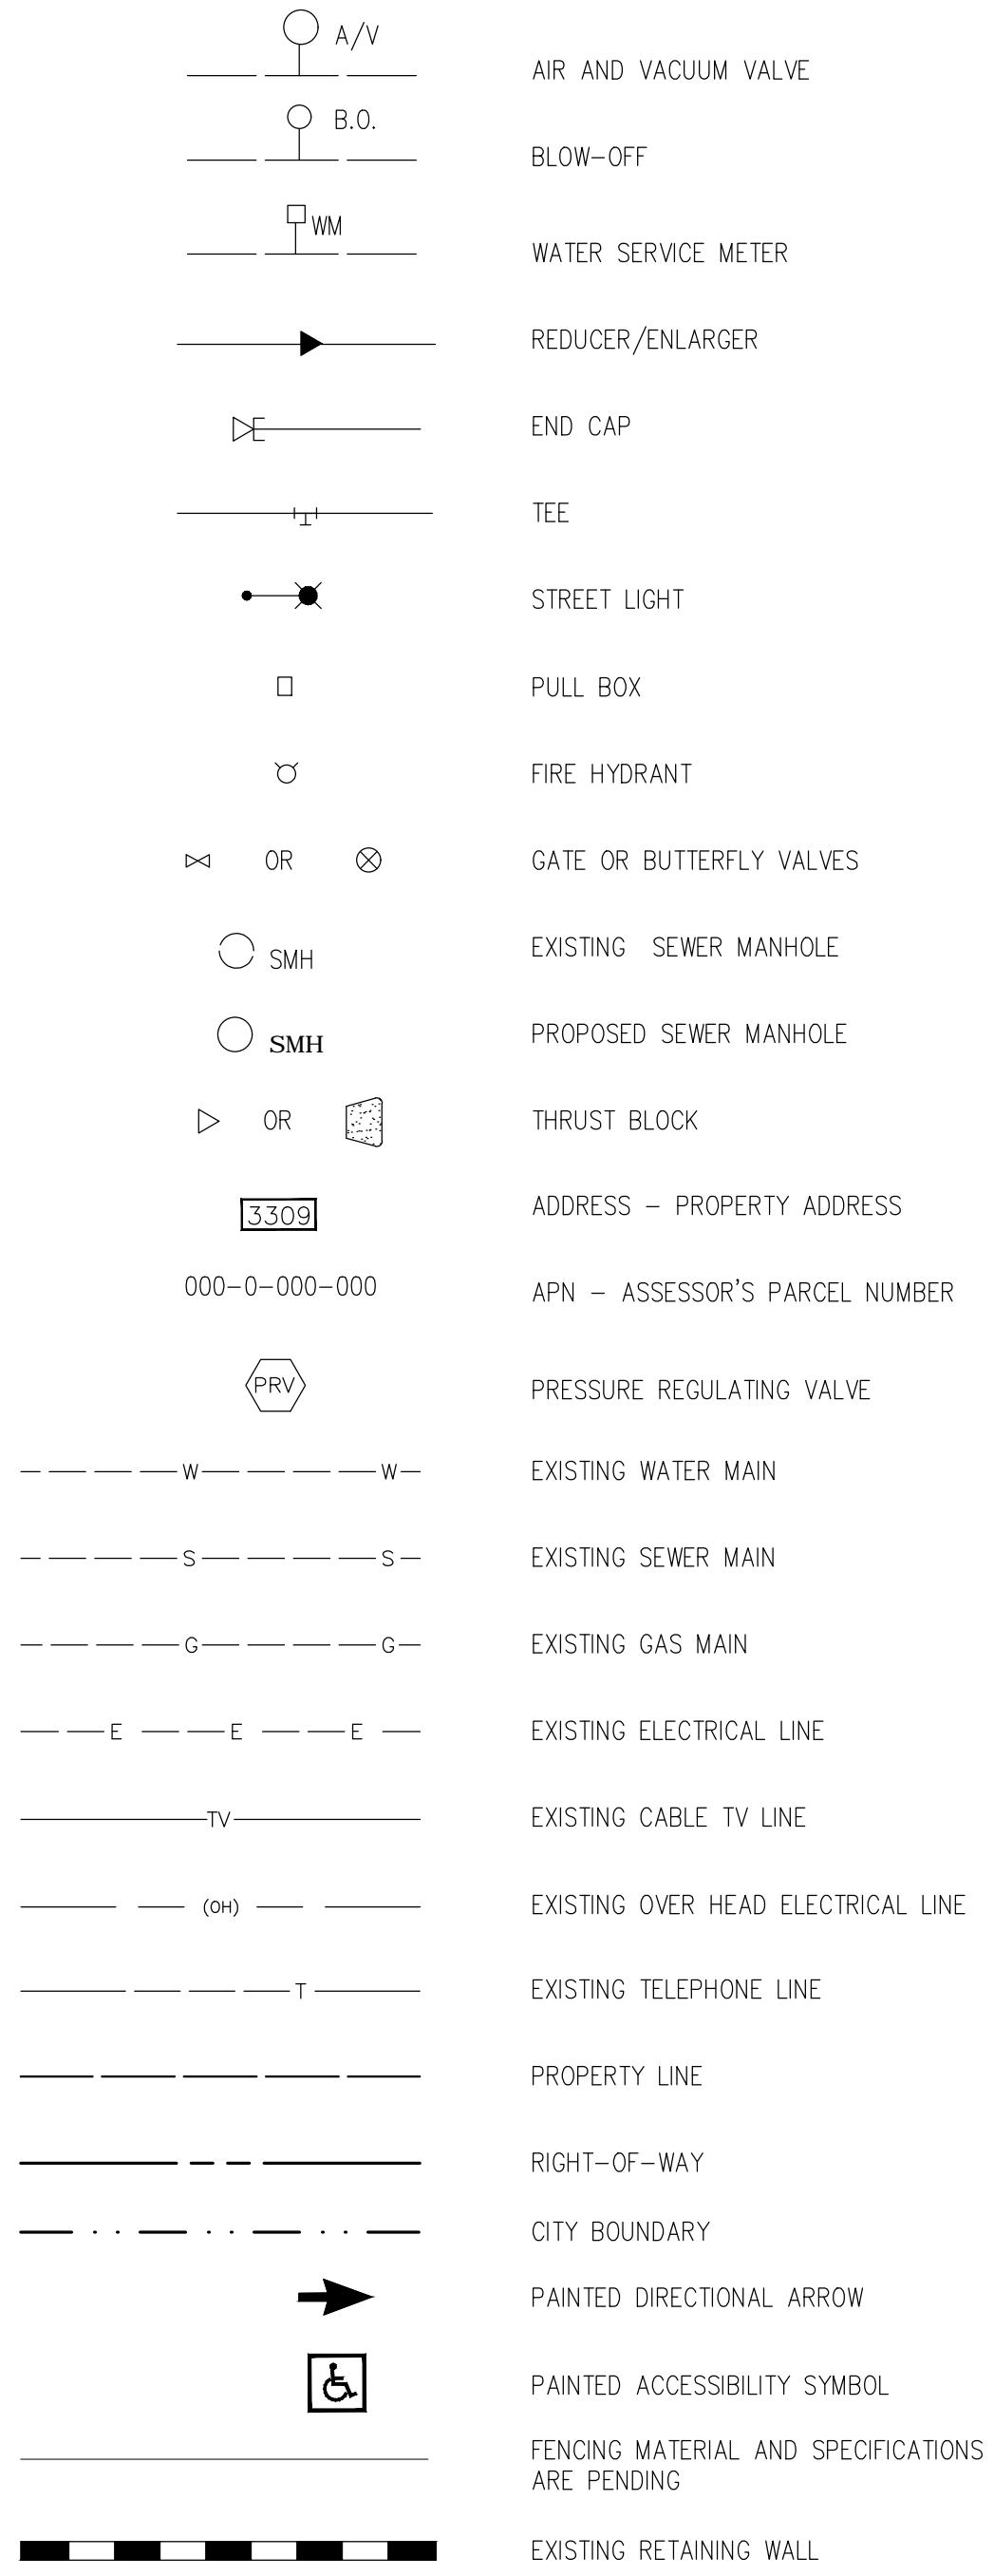 A/V
AIR AND VACUUM VALVE
B.O.
BLOW-OFF
WM
WATER SERVICE METER
REDUCER/ENLARGER
END CAP
TEE
STREET LIGHT
PULL BOX
FIRE HYDRANT
OR GATE OR BUTTERFLY VALVES
EXISTING SEWER MANHOLE
SMH
PROPOSED SEWER MANHOLE
SMH
OR THRUST BLOCK
3309 ADDRESS - PROPERTY ADDRESS
000-0-000-000 APN - ASSESSOR'S PARCEL NUMBER
PRV PRESSURE REGULATING VALVE
W W EXISTING WATER MAIN
S S EXISTING SEWER MAIN
G G EXISTING GAS MAIN
E E E EXISTING ELECTRICAL LINE
TV EXISTING CABLE TV LINE
(OH) EXISTING OVER HEAD ELECTRICAL LINE
T EXISTING TELEPHONE LINE
PROPERTY LINE
RIGHT-OF-WAY
CITY BOUNDARY
PAINTED DIRECTIONAL ARROW
PAINTED ACCESSIBILITY SYMBOL
FENCING MATERIAL AND SPECIFICATIONS
ARE PENDING
EXISTING RETAINING WALL